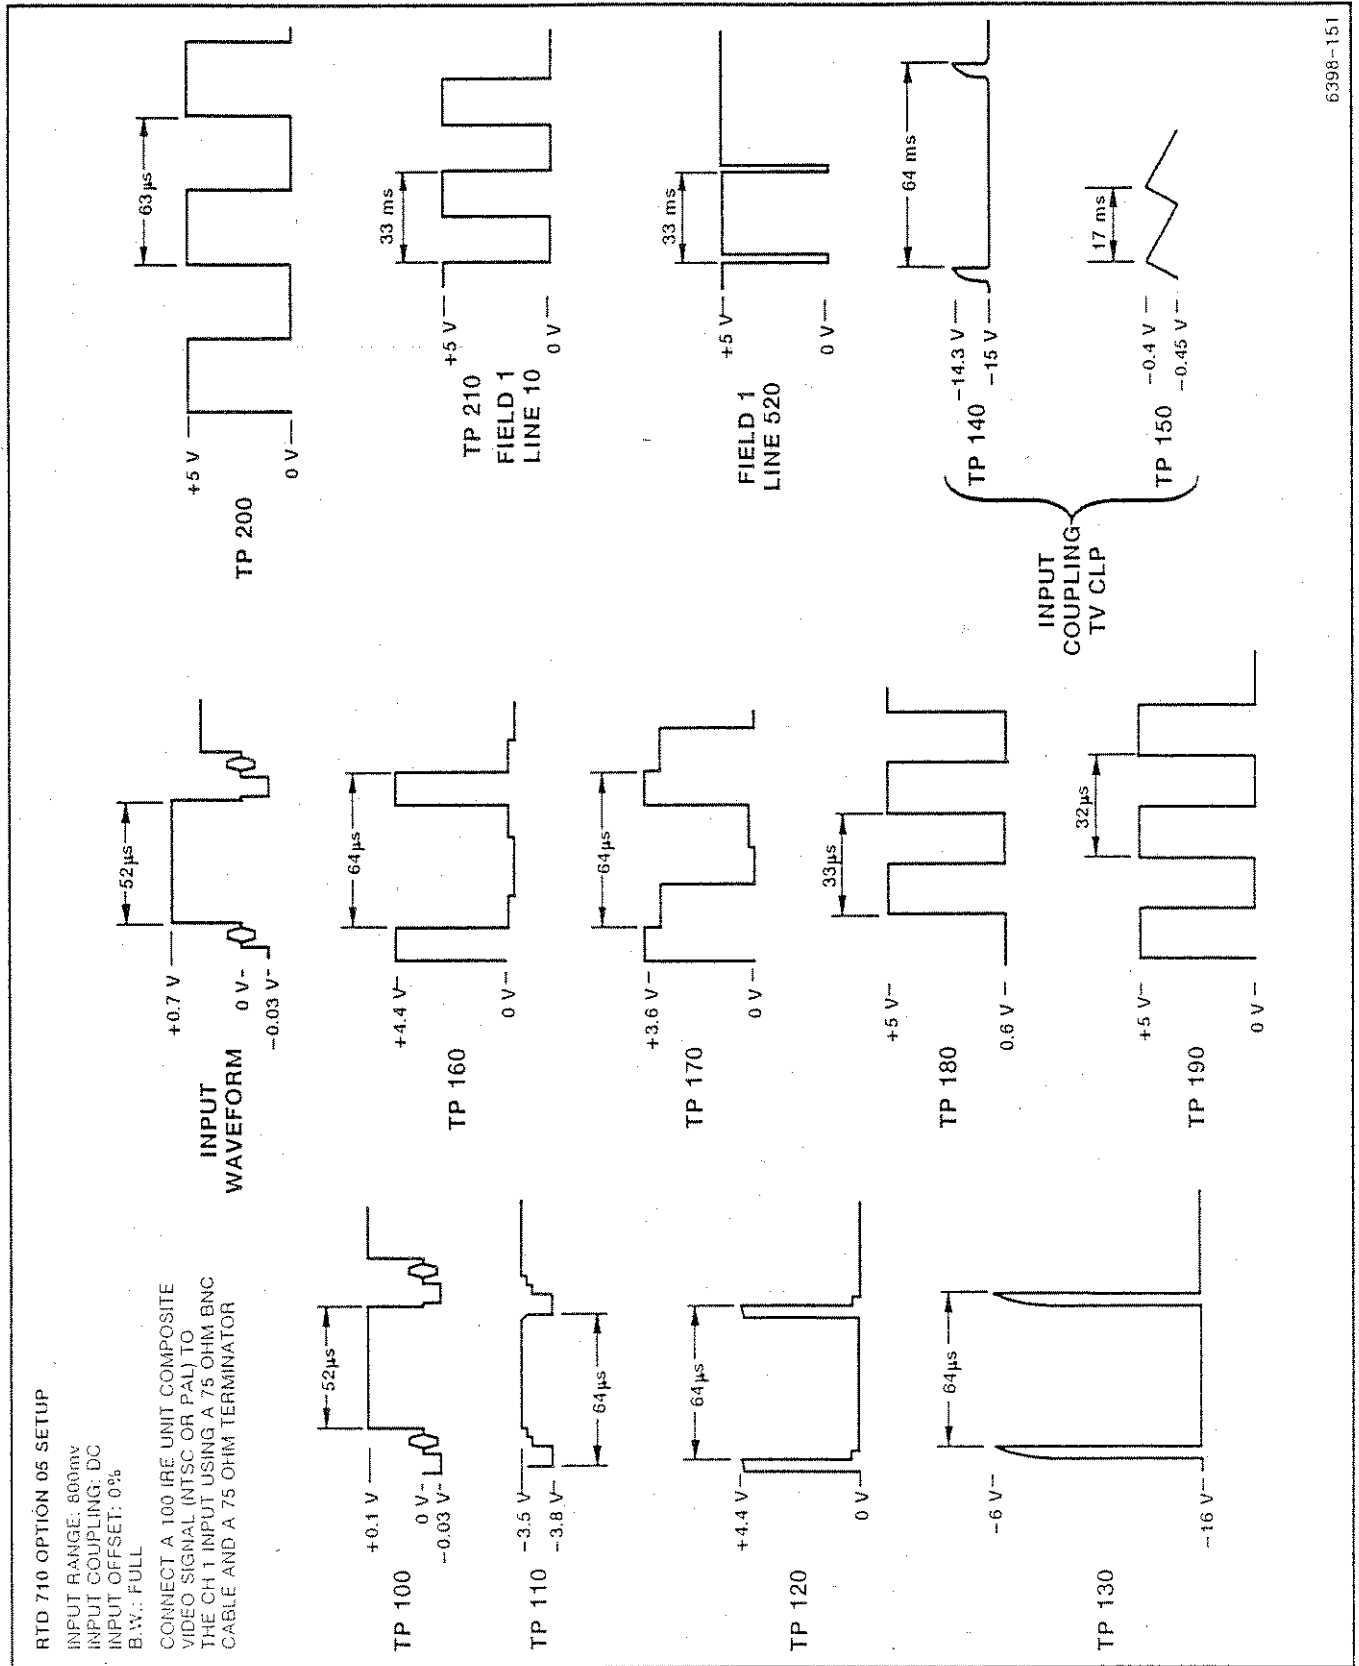 RTD 710 OPTION 05 SETUP
INPUT RANGE: 800mv
INPUT COUPLING: DC
INPUT OFFSET: 0%
B.W.: FULL
CONNECT A 100 IRE UNIT COMPOSITE
VIDEO SIGNAL (NTSC OR PAL) TO
THE CH 1 INPUT USING A 75 OHM BNC
CABLE AND A 75 OHM TERMINATOR
TP 100
+0.1 V
0 V
-0.03 V
52µs
TP 110
-3.5 V
-3.8 V
64µs
TP 120
+4.4 V
0 V
64µs
TP 130
-6 V
-16 V
64µs
INPUT
WAVEFORM
+0.7 V
0 V
-0.03 V
52µs
TP 160
+4.4 V
0 V
64µs
TP 170
+3.6 V
0 V
64µs
TP 180
+5 V
0.6 V
33µs
TP 190
+5 V
0 V
32µs
TP 200
+5 V
0 V
63µs
TP 210
FIELD 1
LINE 10
+5 V
0 V
33 ms
FIELD 1
LINE 520
+5 V
0 V
33 ms
INPUT
COUPLING
TV CLP
TP 140
-14.3 V
-15 V
64 ms
TP 150
-0.4 V
-0.45 V
17 ms
6398-151